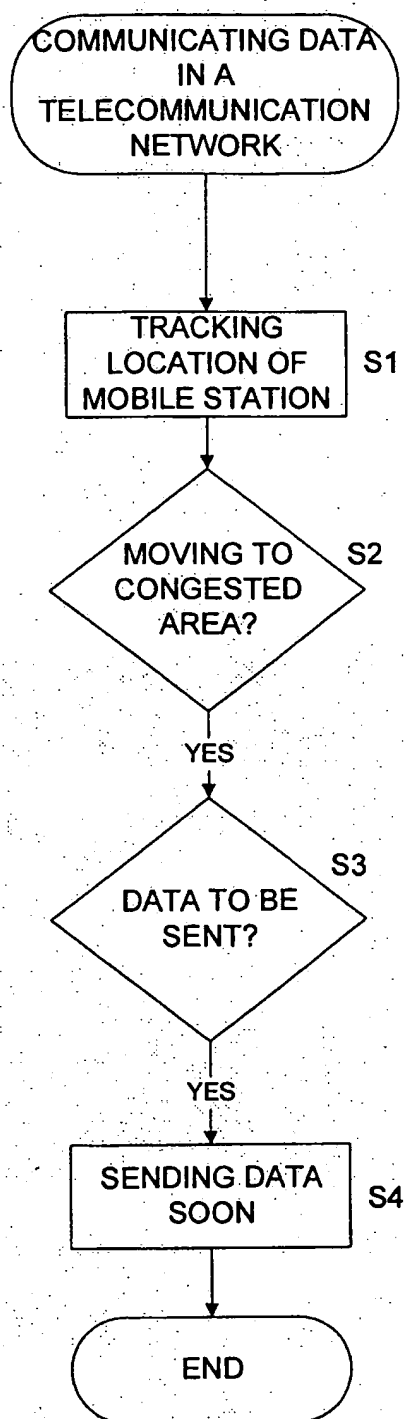 COMMUNICATING DATA
IN A
TELECOMMUNICATION
NETWORK
TRACKING
LOCATION OF
MOBILE STATION
S1
MOVING TO
CONGESTED
AREA?
S2
YES
DATA TO BE
SENT?
S3
YES
SENDING DATA
SOON
S4
END